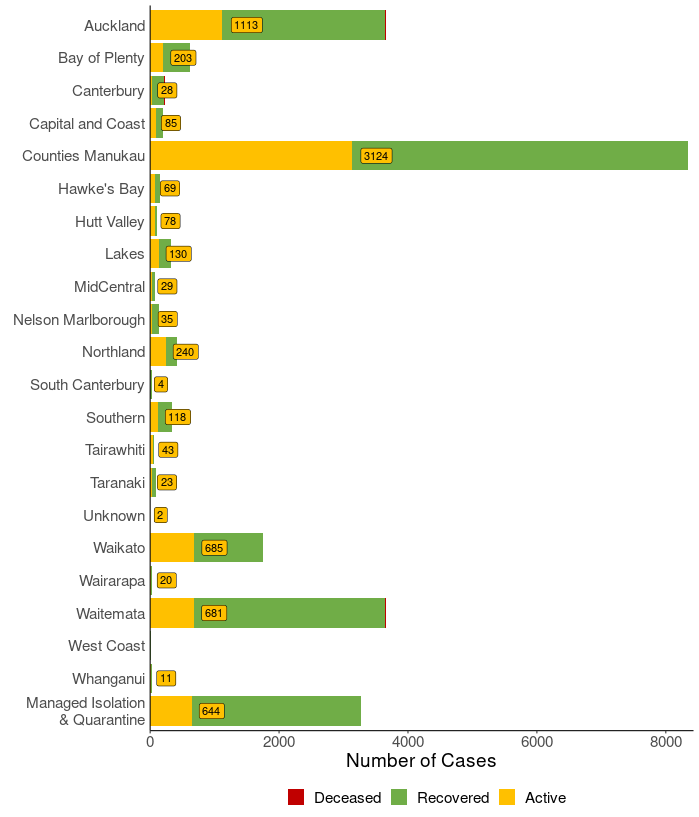 Auckland 1113
Bay of Plenty 203
Canterbury 28
Capital and Coast 85
Counties Manukau 3124
Hawke's Bay 69
Hutt Valley 78
Lakes 130
MidCentral 29
Nelson Marlborough 35
Northland 240
South Canterbury 4
Southern 118
Tairawhiti 43
Taranaki 23
Unknown 2
Waikato 685
Wairarapa 20
Waitemata 681
West Coast
Whanganui 11
Managed Isolation
& Quarantine 644
0 2000 4000 6000 8000
Number of Cases
Deceased Recovered Active